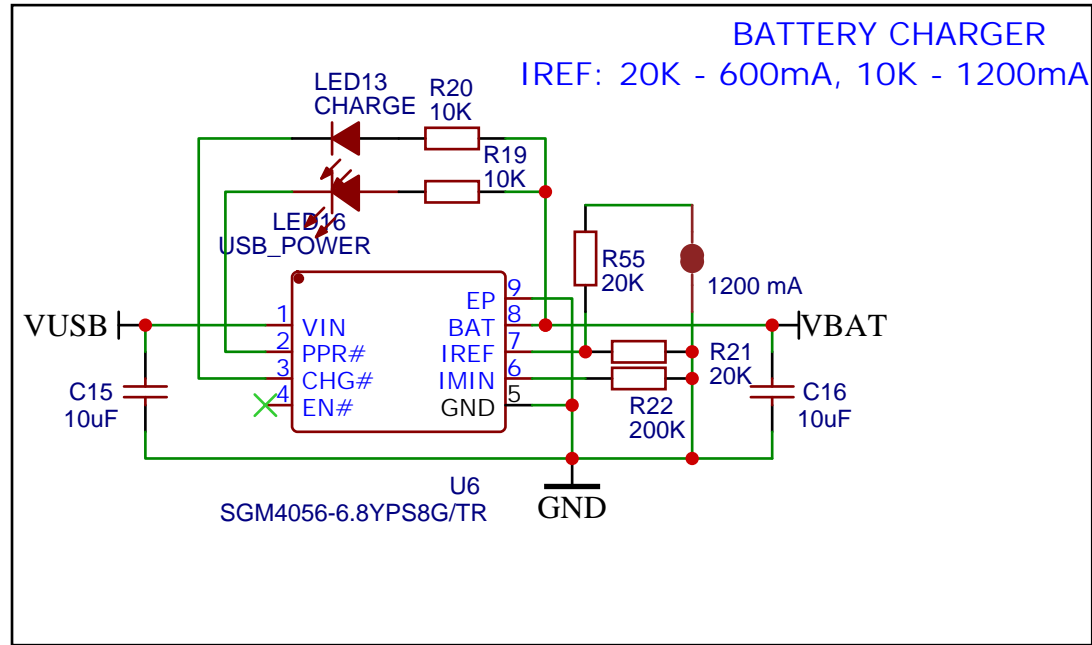 BATTERY CHARGER
IREF: 20K - 600mA, 10K - 1200mA
LED13
CHARGE
R20
10K
R19
10K
LED16
USB_POWER
R55
20K
1200 mA
VUSB
1
VIN
2
PPR#
3
CHG#
4
EN#
EP
9
BAT
8
IREF
7
IMIN
6
GND
5
VBAT
R21
20K
R22
200K
C15
10uF
C16
10uF
U6
SGM4056-6.8YPS8G/TR
GND